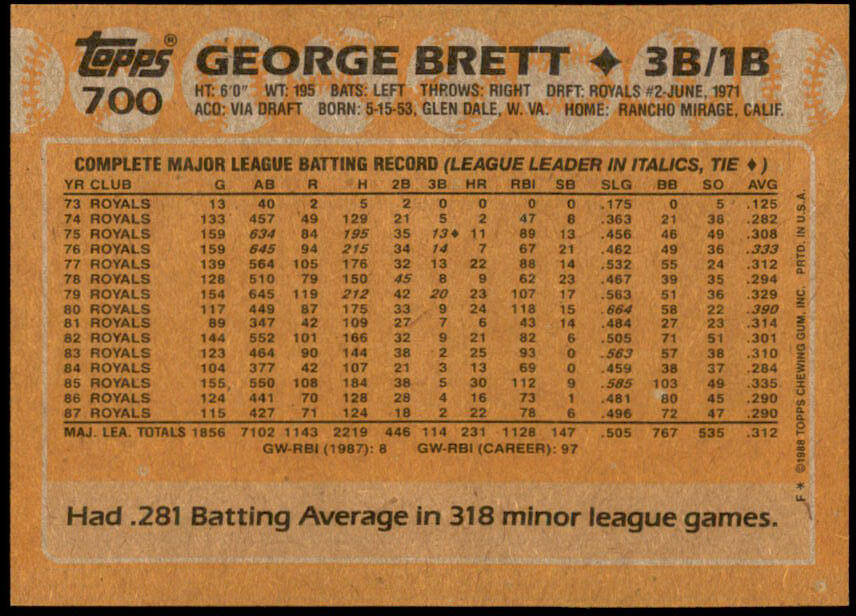 topps® GEORGE BRETT ♦ 3B/1B
700 HT: 6'0" WT: 195 BATS: LEFT THROWS: RIGHT DRFT: ROYALS #2-JUNE, 1971
ACQ: VIA DRAFT BORN: 5-15-53, GLEN DALE, W. VA. HOME: RANCHO MIRAGE, CALIF.
COMPLETE MAJOR LEAGUE BATTING RECORD (LEAGUE LEADER IN ITALICS, TIE ♦)
YR CLUB G AB R H 2B 3B HR RBI SB SLG BB SO AVG
73 ROYALS 13 40 2 5 2 0 0 0 0 .175 0 5 .125
74 ROYALS 133 457 49 129 21 5 2 47 8 .363 21 38 .282
75 ROYALS 159 634 84 195 35 13♦ 11 89 13 .456 46 49 .308
76 ROYALS 159 645 94 215 34 14 7 67 21 .462 49 36 .333
77 ROYALS 139 564 105 176 32 13 22 88 14 .532 55 24 .312
78 ROYALS 128 510 79 150 45 8 9 62 23 .467 39 35 .294
79 ROYALS 154 645 119 212 42 20 23 107 17 .563 51 36 .329
80 ROYALS 117 449 87 175 33 9 24 118 15 .664 58 22 .390
81 ROYALS 89 347 42 109 27 7 6 43 14 .484 27 23 .314
82 ROYALS 144 552 101 166 32 9 21 82 6 .505 71 51 .301
83 ROYALS 123 464 90 144 38 2 25 93 0 .563 57 38 .310
84 ROYALS 104 377 42 107 21 3 13 69 0 .459 38 37 .284
85 ROYALS 155 550 108 184 38 5 30 112 9 .585 103 49 .335
86 ROYALS 124 441 70 128 28 4 16 73 1 .481 80 45 .290
87 ROYALS 115 427 71 124 18 2 22 78 6 .496 72 47 .290
MAJ. LEA. TOTALS 1856 7102 1143 2219 446 114 231 1128 147 .505 767 535 .312
GW-RBI (1987): 8 GW-RBI (CAREER): 97
Had .281 Batting Average in 318 minor league games.
F * ©1988 TOPPS CHEWING GUM, INC. PRTD. IN U.S.A.